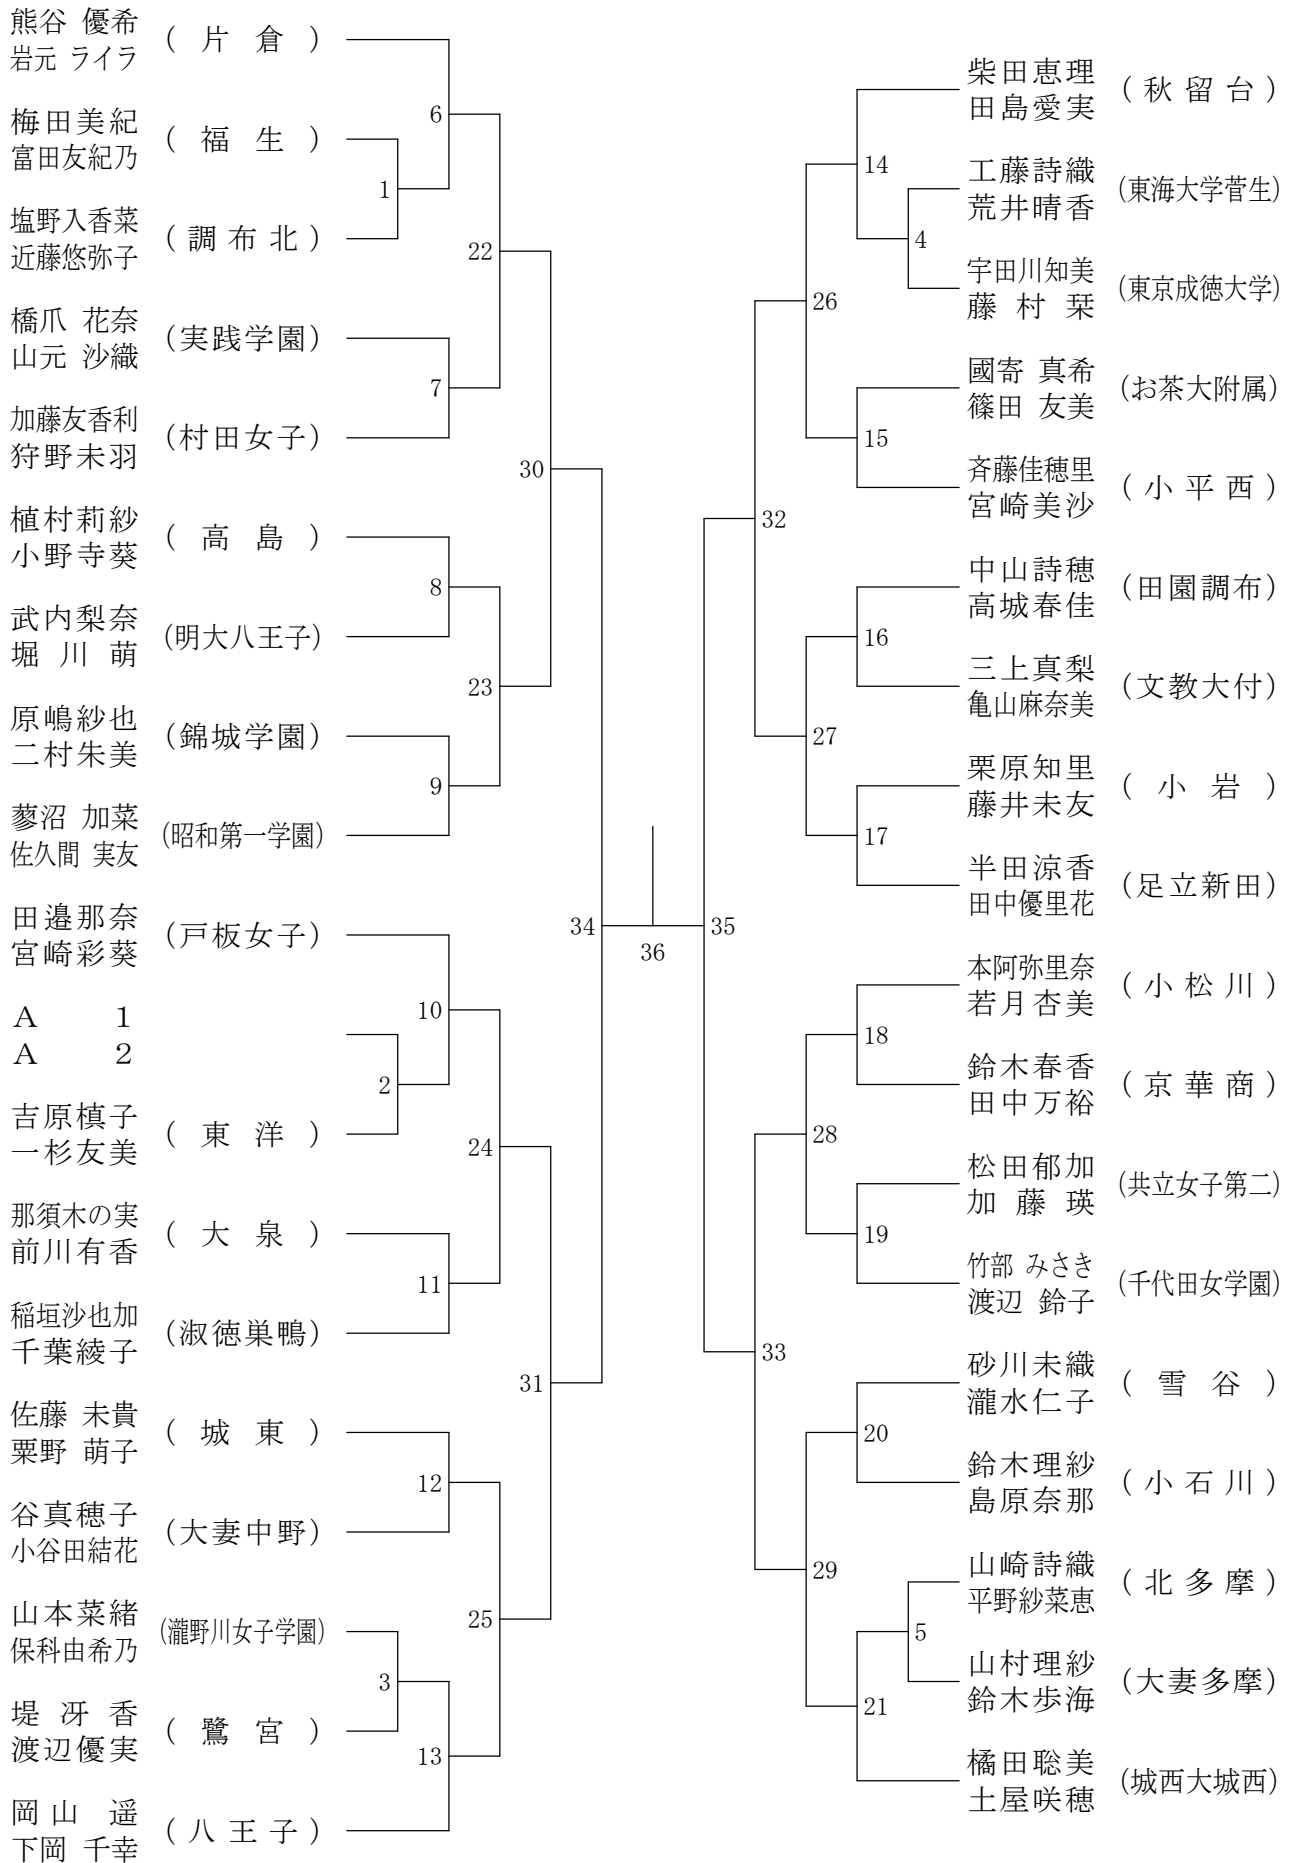 熊谷 優希
岩元 ライラ
( 片 倉 )
梅田美紀
富田友紀乃
( 福 生 )
塩野入香菜
近藤悠弥子
( 調 布 北 )
橋爪 花奈
山元 沙織
(実践学園)
加藤友香利
狩野未羽
(村田女子)
植村莉紗
小野寺葵
( 高 島 )
武内梨奈
堀 川 萌
(明大八王子)
原嶋紗也
二村朱美
(錦城学園)
蓼沼 加菜
佐久間 実友
(昭和第一学園)
田邉那奈
宮崎彩葵
(戸板女子)
A 1
A 2
吉原槙子
一杉友美
( 東 洋 )
那須木の実
前川有香
( 大 泉 )
稲垣沙也加
千葉綾子
(淑徳巣鴨)
佐藤 未貴
粟野 萌子
( 城 東 )
谷真穂子
小谷田結花
(大妻中野)
山本菜緒
保科由希乃
(瀧野川女子学園)
堤 冴 香
渡辺優実
( 鷺 宮 )
岡 山 遥
下岡 千幸
( 八 王 子 )
6
1
22
7
30
8
23
9
34
10
2
24
11
31
12
25
3
13
36
35
14
4
26
15
32
16
27
17
18
28
19
33
20
29
5
21
柴田恵理
田島愛実
( 秋 留 台 )
工藤詩織
荒井晴香
(東海大学菅生)
宇田川知美
藤 村 栞
(東京成徳大学)
國寄 真希
篠田 友美
(お茶大附属)
斉藤佳穂里
宮崎美沙
( 小 平 西 )
中山詩穂
高城春佳
(田園調布)
三上真梨
亀山麻奈美
(文教大付)
栗原知里
藤井未友
( 小 岩 )
半田涼香
田中優里花
(足立新田)
本阿弥里奈
若月杏美
( 小 松 川 )
鈴木春香
田中万裕
( 京 華 商 )
松田郁加
加 藤 瑛
(共立女子第二)
竹部 みさき
渡辺 鈴子
(千代田女学園)
砂川未織
瀧水仁子
( 雪 谷 )
鈴木理紗
島原奈那
( 小 石 川 )
山崎詩織
平野紗菜恵
( 北 多 摩 )
山村理紗
鈴木歩海
(大妻多摩)
橘田聡美
土屋咲穂
(城西大城西)